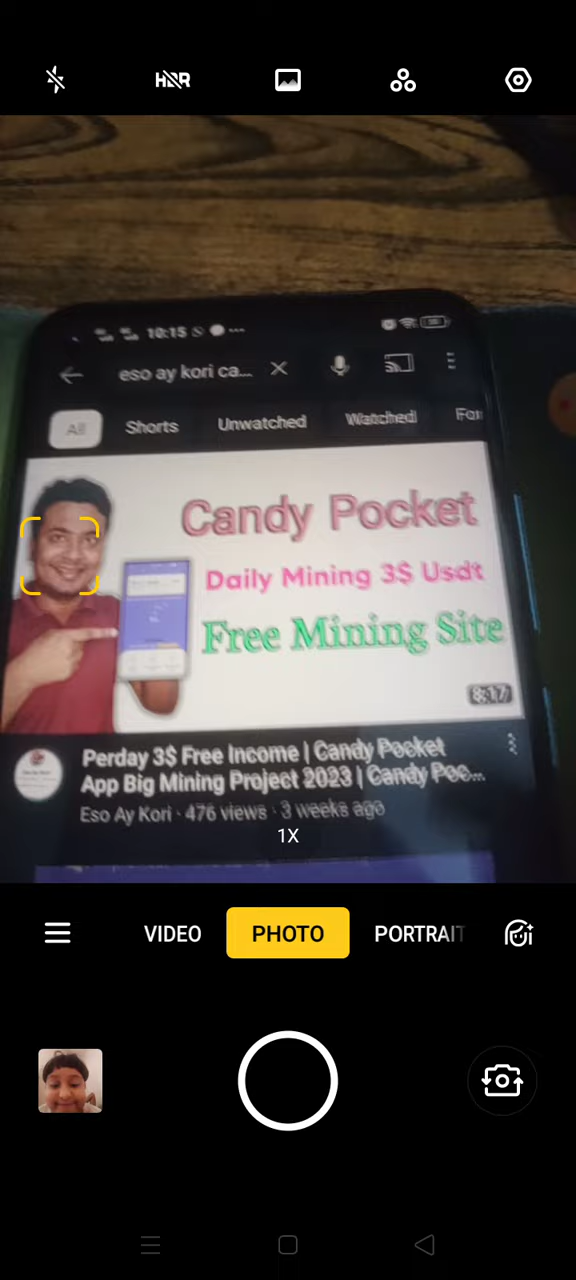 HDR
10:15
eso ay kori ca...
All Shorts Unwatched Watched For
Candy Pocket
Daily Mining 3$ Usdt
Free Mining Site
8:17
Perday 3$ Free Income | Candy Pocket
App Big Mining Project 2023 | Candy Poc...
Eso Ay Kori · 476 views · 3 weeks ago
1X
VIDEO PHOTO PORTRAIT